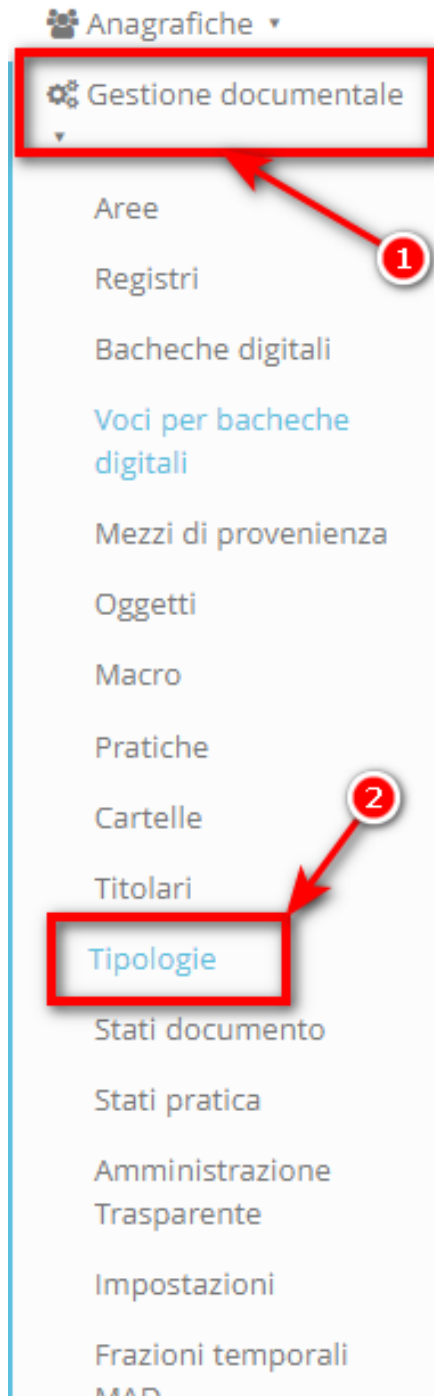 Anagrafiche ▾
Gestione documentale
▾
1
Aree
Registri
Bacheche digitali
Voci per bacheche
digitali
Mezzi di provenienza
Oggetti
Macro
Pratiche
2
Cartelle
Titolari
Tipologie
Stati documento
Stati pratica
Amministrazione
Trasparente
Impostazioni
Frazioni temporali
MAD